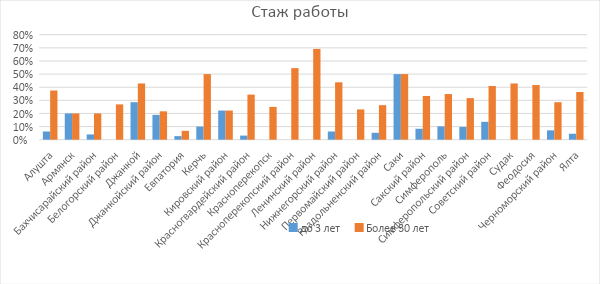 Стаж работы
80%
70%
60%
50%
40%
30%
20%
10%
0%
Алушта
Армянск
Бахчисарайский район
Белогорский район
Джанкой
Джанкойский район
Евпатория
Керчь
Кировский район
Красногвардейский район
Красноперекопск
Красноперекопский район
Ленинский район
Нижнегорский район
Первомайский район
Раздольненский район
Саки
Сакский район
Симферополь
Симферопольский район
Советский район
Судак
Феодосия
Черноморский район
Ялта
до 3 лет
Более 30 лет